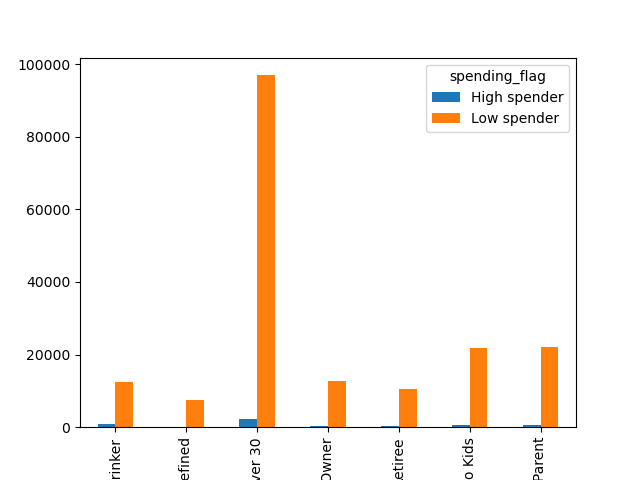 100000
80000
60000
40000
20000
0
spending_flag
High spender
Low spender
rinker
efined
ver 30
Owner
etiree
o Kids
Parent